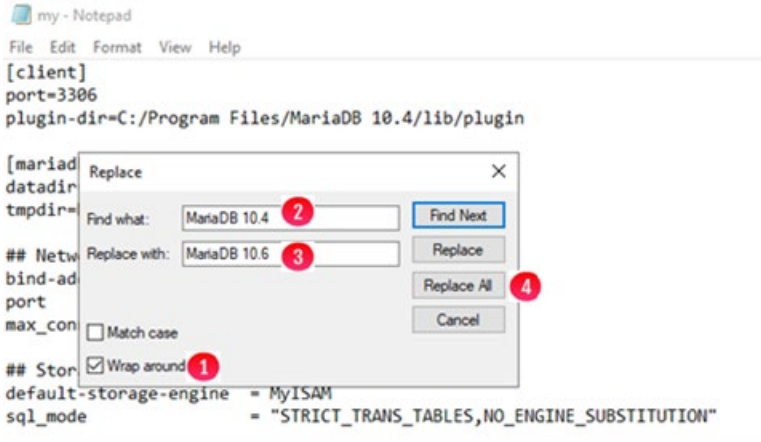 my - Notepad
File Edit Format View Help
[client]
port=3306
plugin-dir=C:/Program Files/MariaDB 10.4/lib/plugin
[mariad
datadir
tmpdir=
## Netw
bind-ad
port
max_con
## Stor
default-storage-engine = MyISAM
sql_mode = "STRICT_TRANS_TABLES,NO_ENGINE_SUBSTITUTION"
Replace
Find what: MariaDB 10.4 2 Find Next
Replace with: MariaDB 10.6 3 Replace
Replace All 4
Cancel
Match case
Wrap around 1